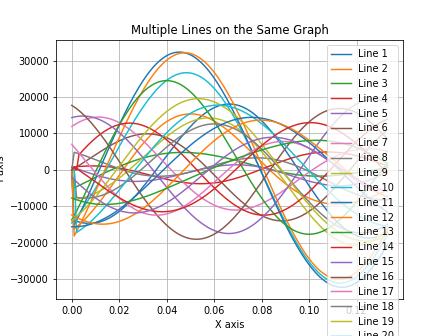 Multiple Lines on the Same Graph
30000
20000
10000
0
−10000
−20000
−30000
0.00
0.02
0.04
0.06
0.08
0.10
X axis
Line 1
Line 2
Line 3
Line 4
Line 5
Line 6
Line 7
Line 8
Line 9
Line 10
Line 11
Line 12
Line 13
Line 14
Line 15
Line 16
Line 17
Line 18
Line 19
Line 20